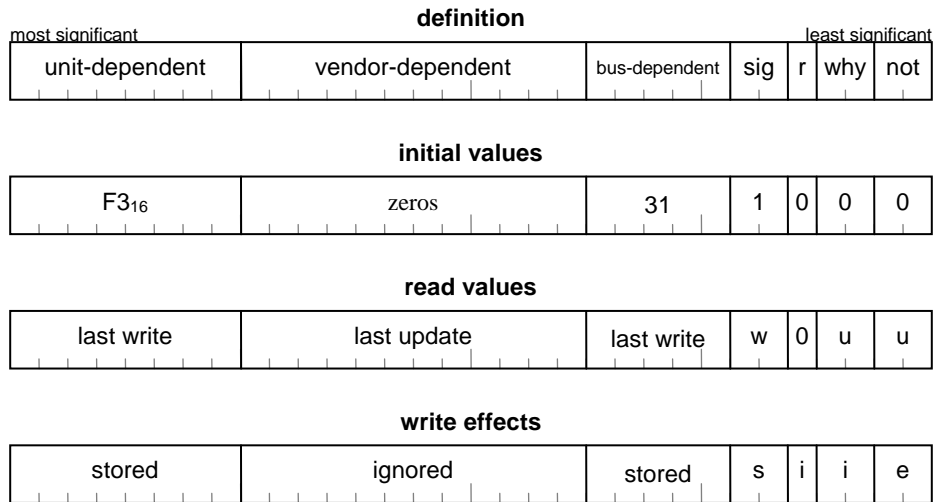 definition
most significant least significant
unit-dependent vendor-dependent bus-dependent sig r why not
initial values
F3₁₆ zeros 31 1 0 0 0
read values
last write last update last write w 0 u u
write effects
stored ignored stored s i i e